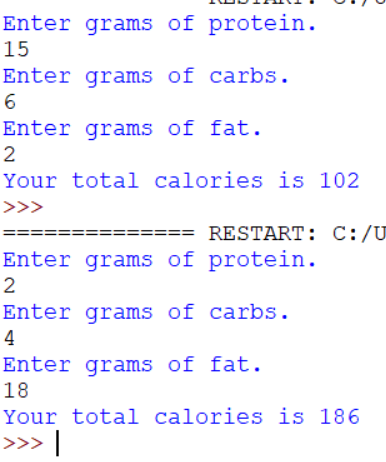 RESTART: C:/U
Enter grams of protein.
15
Enter grams of carbs.
6
Enter grams of fat.
2
Your total calories is 102
>>>
============== RESTART: C:/U
Enter grams of protein.
2
Enter grams of carbs.
4
Enter grams of fat.
18
Your total calories is 186
>>>